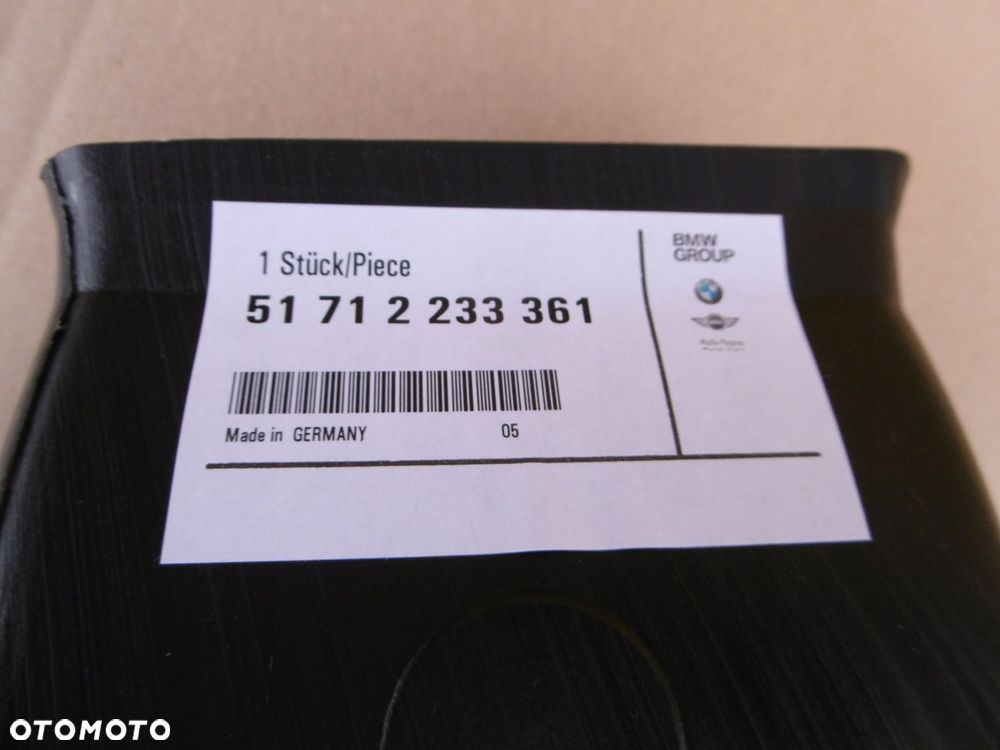 1 Stück/Piece
51 71 2 233 361
Made in GERMANY 05
BMW
GROUP
OTOMOTO